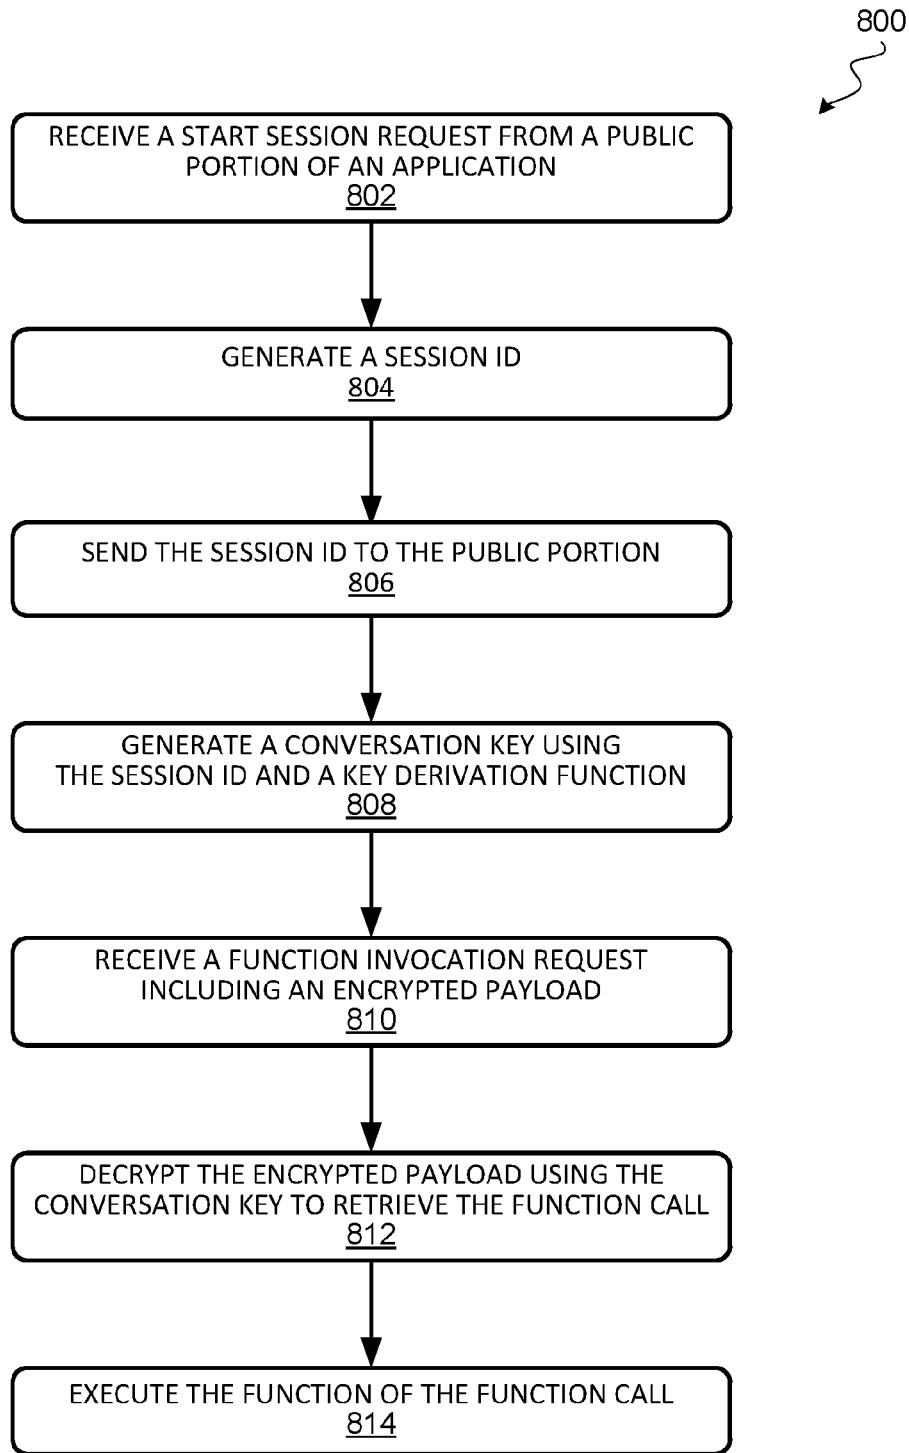 800
RECEIVE A START SESSION REQUEST FROM A PUBLIC
PORTION OF AN APPLICATION
802
GENERATE A SESSION ID
804
SEND THE SESSION ID TO THE PUBLIC PORTION
806
GENERATE A CONVERSATION KEY USING
THE SESSION ID AND A KEY DERIVATION FUNCTION
808
RECEIVE A FUNCTION INVOCATION REQUEST
INCLUDING AN ENCRYPTED PAYLOAD
810
DECRYPT THE ENCRYPTED PAYLOAD USING THE
CONVERSATION KEY TO RETRIEVE THE FUNCTION CALL
812
EXECUTE THE FUNCTION OF THE FUNCTION CALL
814